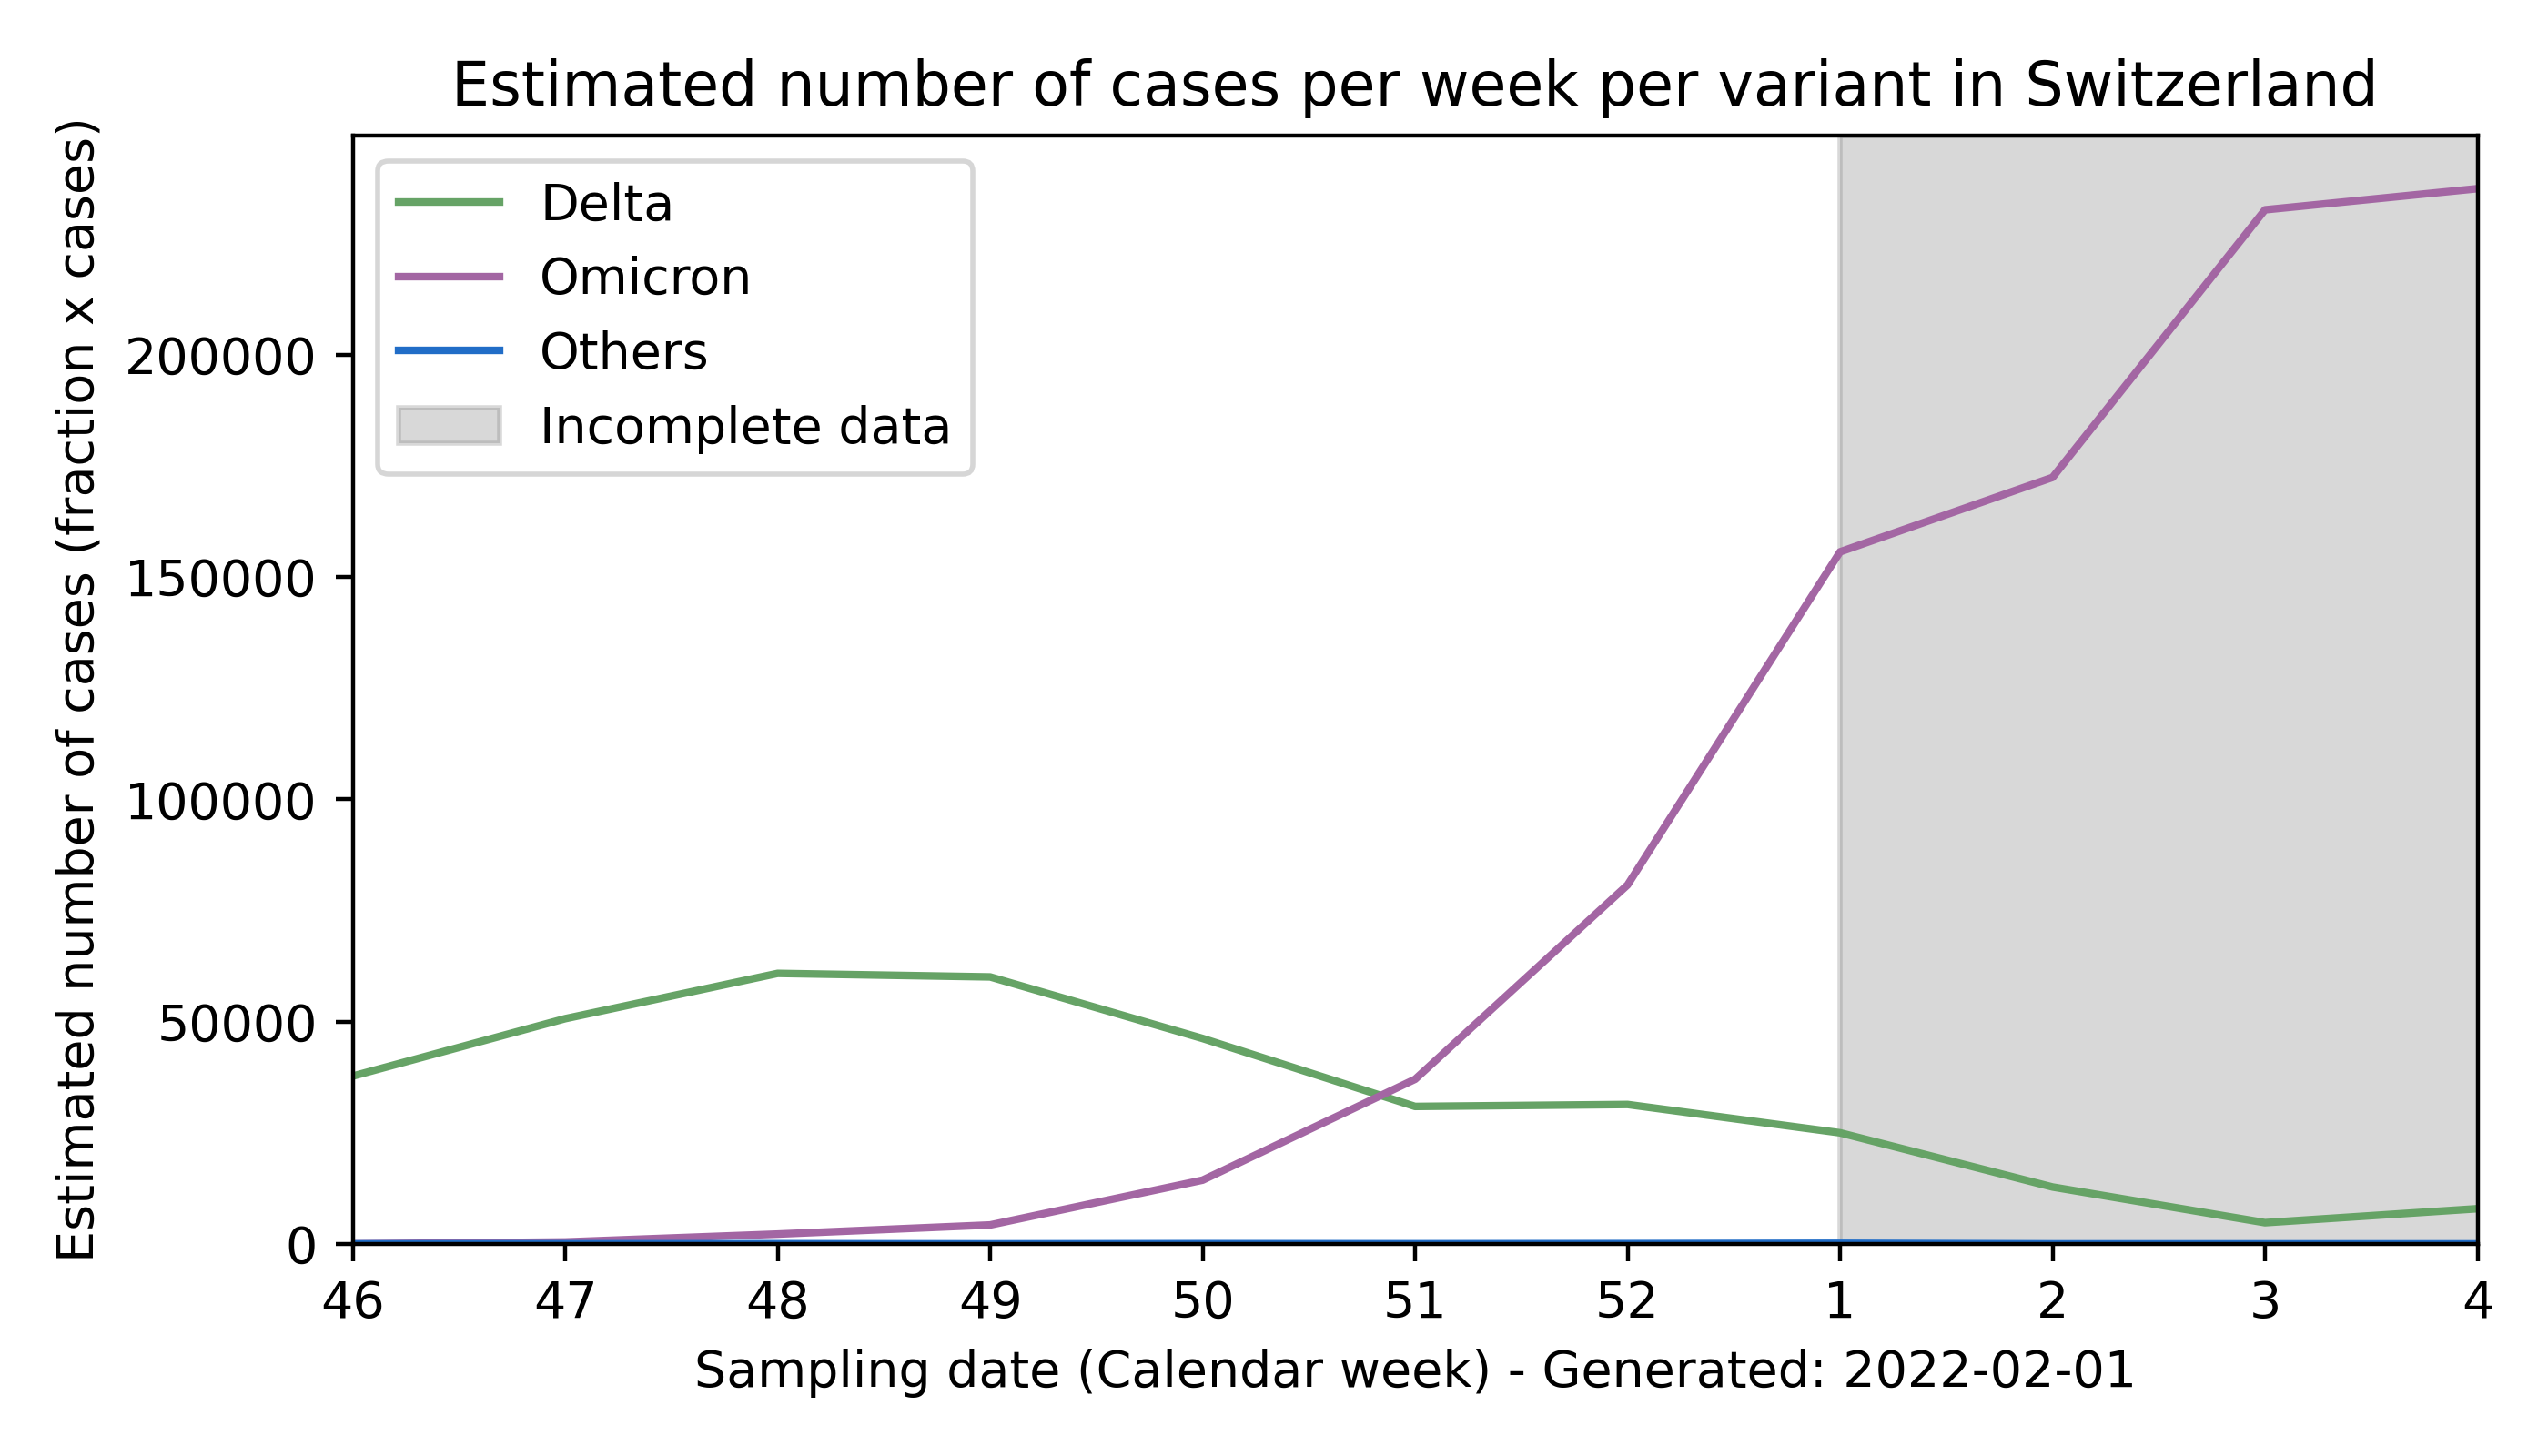 Estimated number of cases per week per variant in Switzerland
Estimated number of cases (fraction x cases)
Delta
Omicron
Others
Incomplete data
200000
150000
100000
50000
0
46 47 48 49 50 51 52 1 2 3 4
Sampling date (Calendar week) - Generated: 2022-02-01